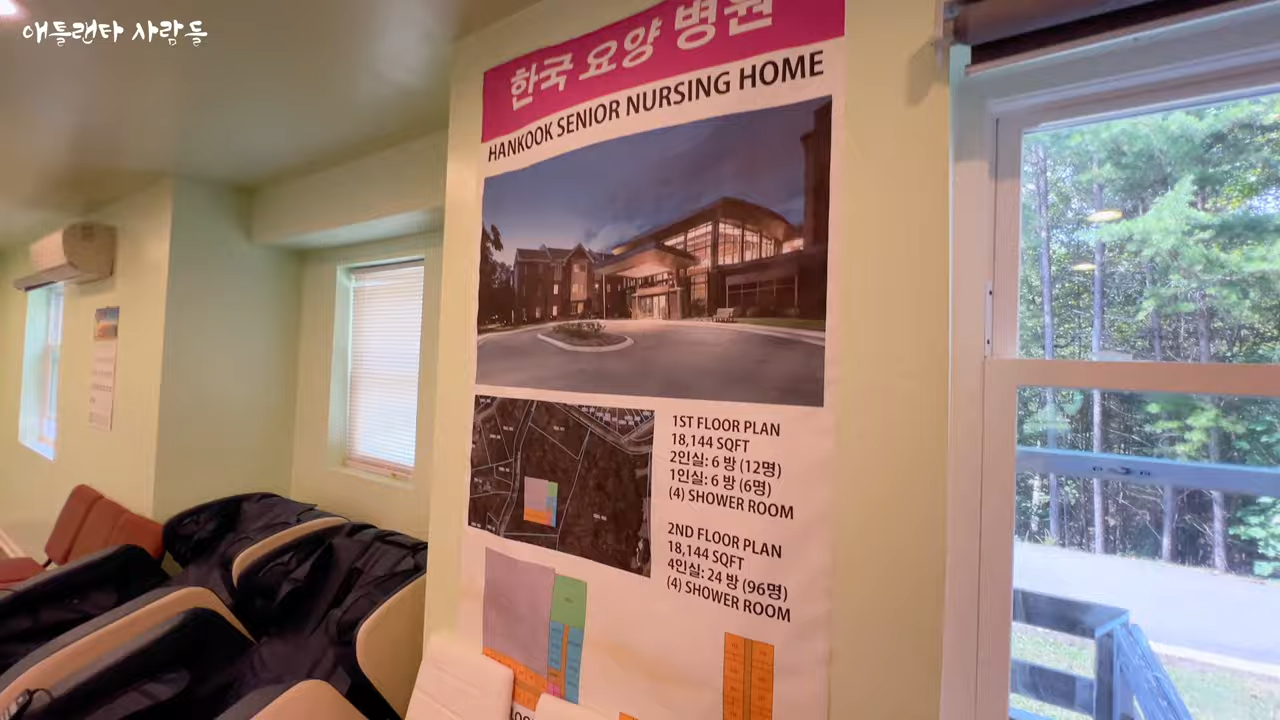 애틀랜타 사람들
한국 요양 병원
HANKOOK SENIOR NURSING HOME
1ST FLOOR PLAN
18,144 SQFT
2인실: 6 방 (12명)
1인실: 6 방 (6명)
(4) SHOWER ROOM
2ND FLOOR PLAN
18,144 SQFT
4인실: 24 방 (96명)
(4) SHOWER ROOM